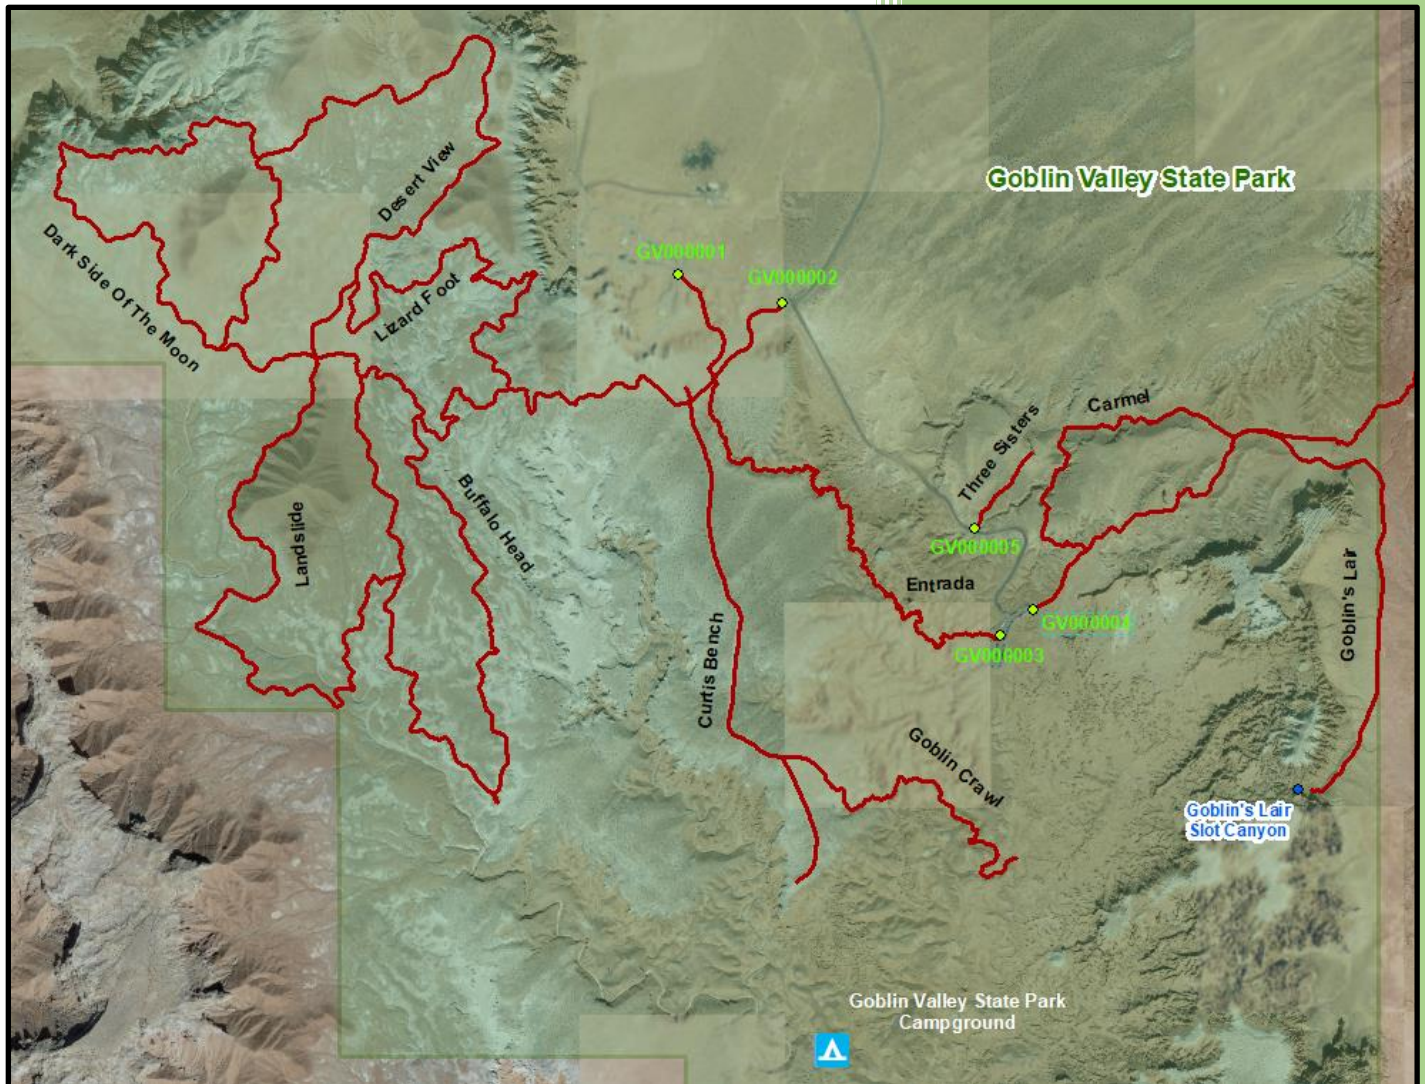 Goblin Valley State Park
Desert View
Dark Side Of The Moon
Lizard Foot
GV000001
GV000002
Carmel
Three Sisters
Buffalo Head
Landslide
GV000005
Entrada
GV000004
GV000003
Goblin's Lair
Curtis Bench
Goblin Crawl
Goblin's Lair
Slot Canyon
Goblin Valley State Park
Campground